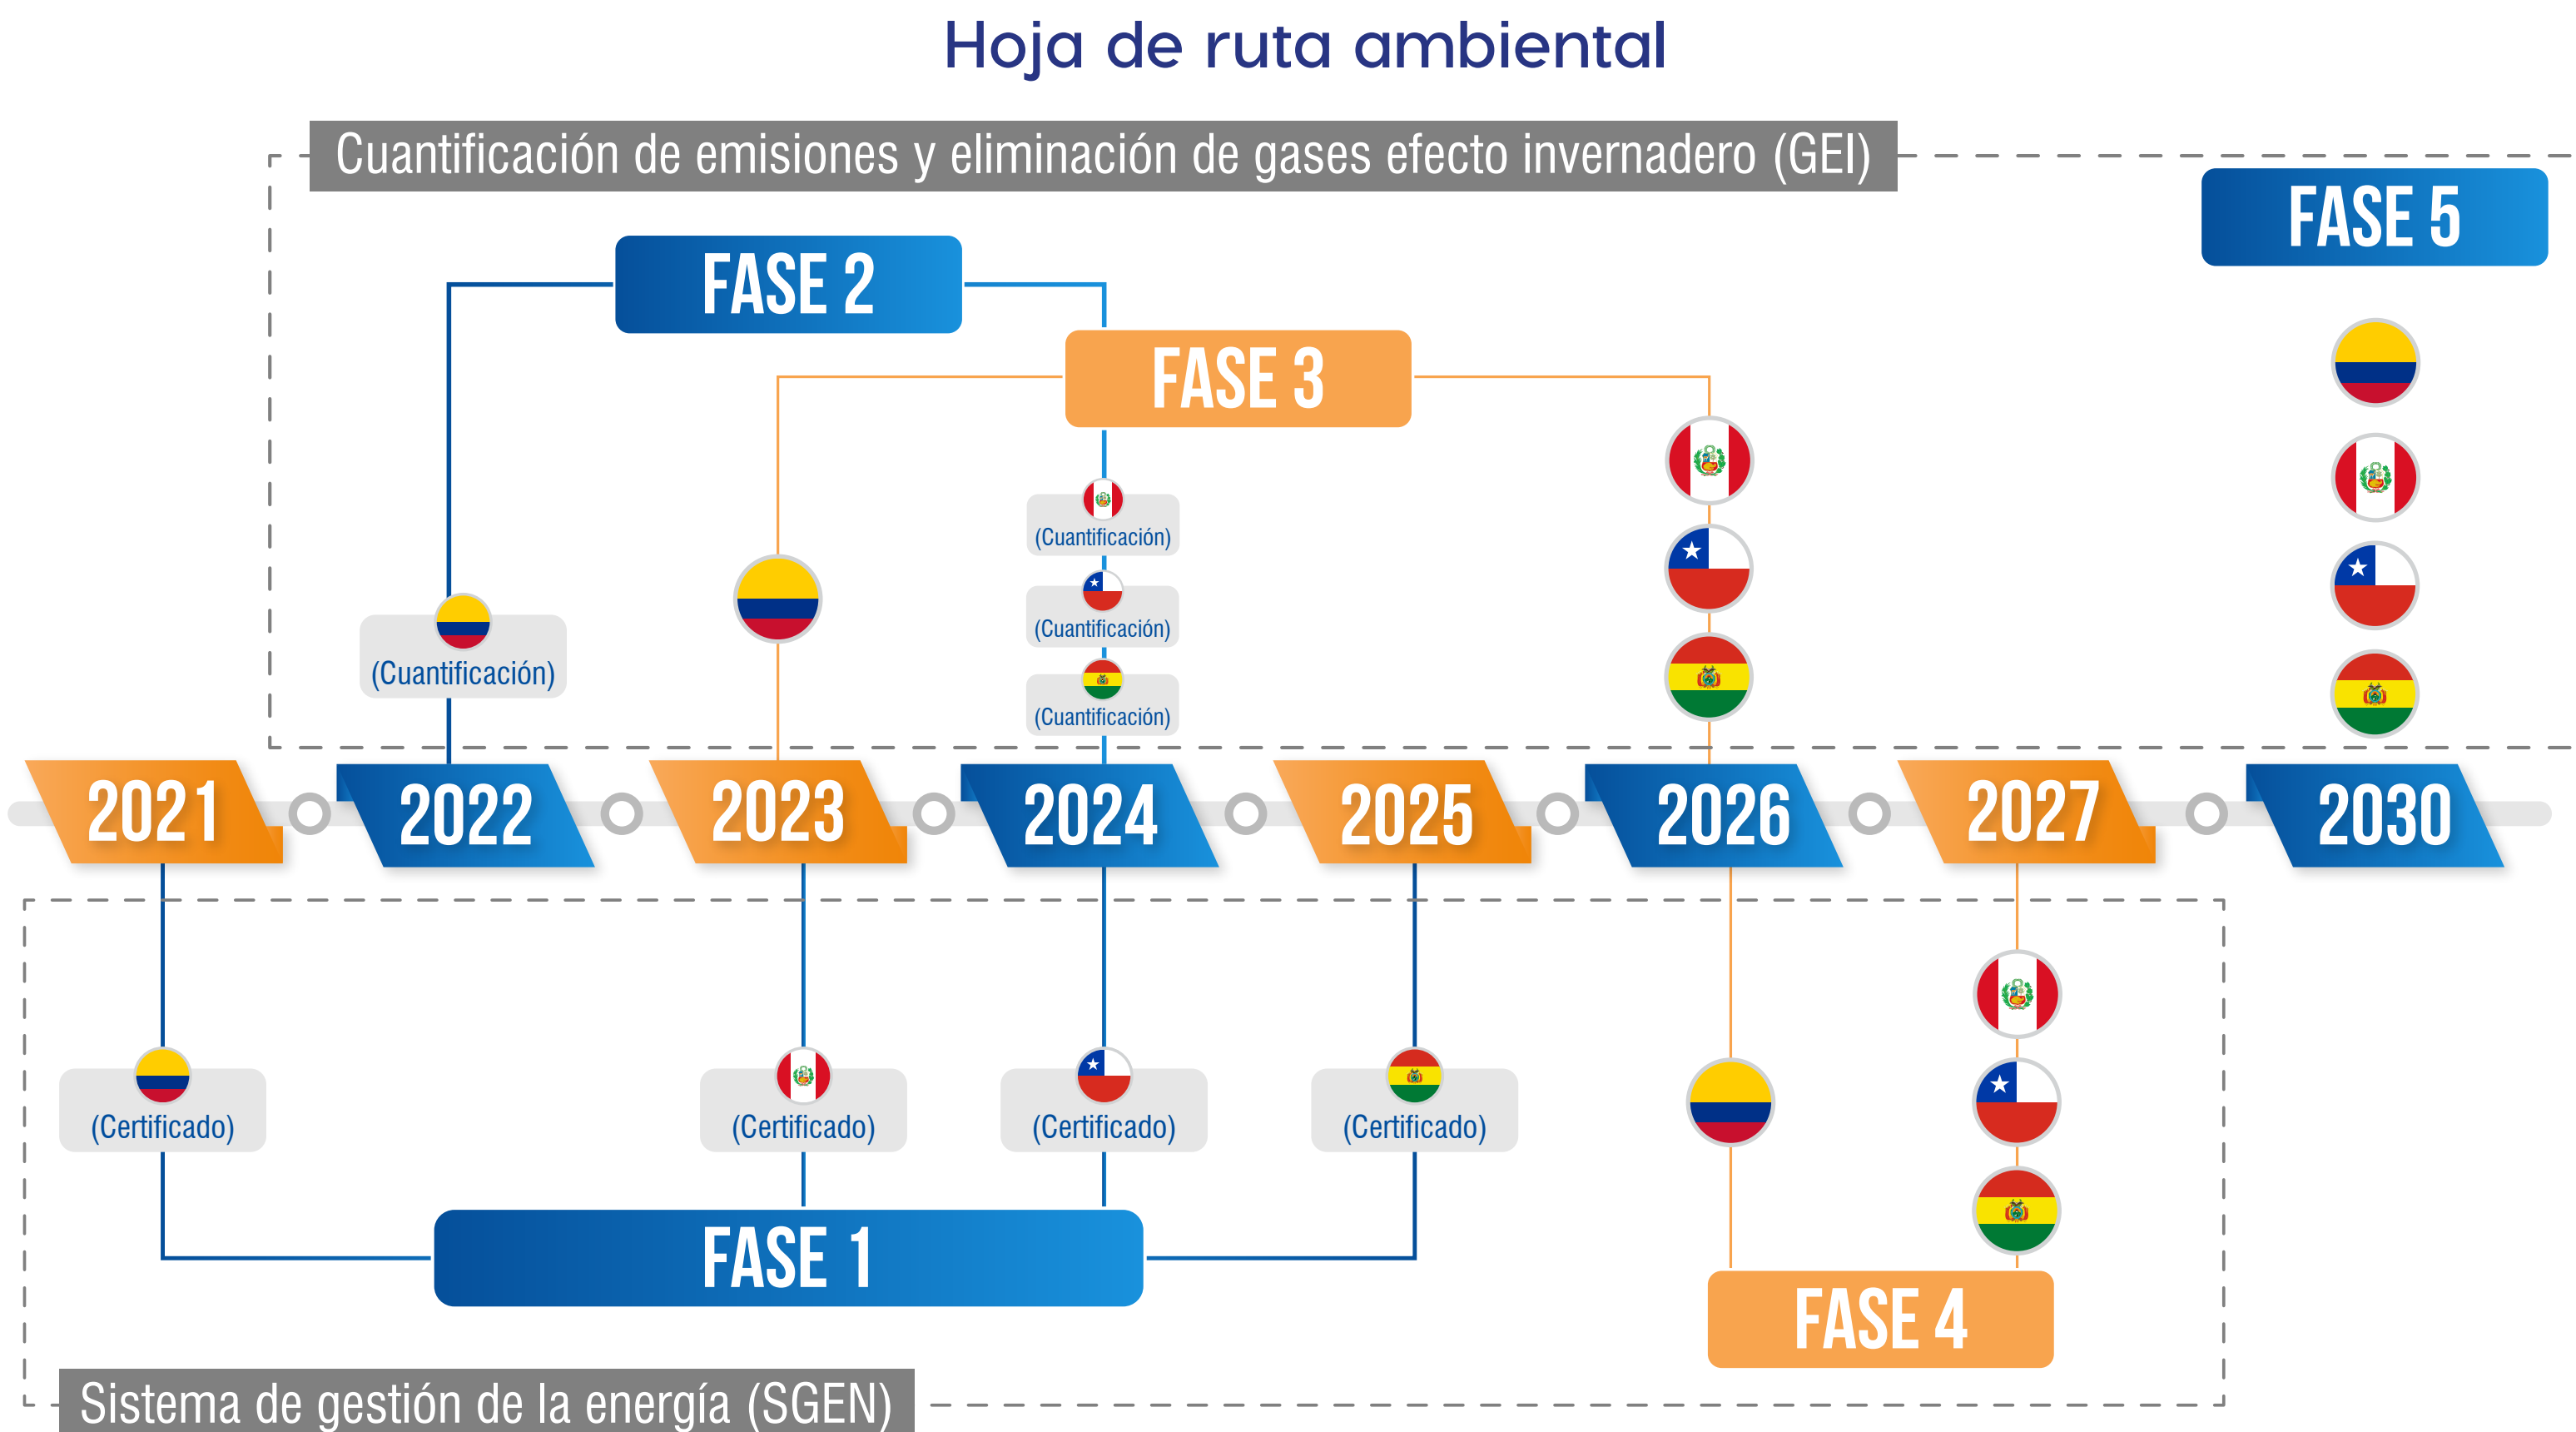 Hoja de ruta ambiental
Cuantificación de emisiones y eliminación de gases efecto invernadero (GEI)
FASE 5
FASE 2
FASE 3
(Cuantificación)
(Cuantificación)
(Cuantificación)
(Cuantificación)
2021
2022
2023
2024
2025
2026
2027
2030
(Certificado)
(Certificado)
(Certificado)
(Certificado)
FASE 1
FASE 4
Sistema de gestión de la energía (SGEN)